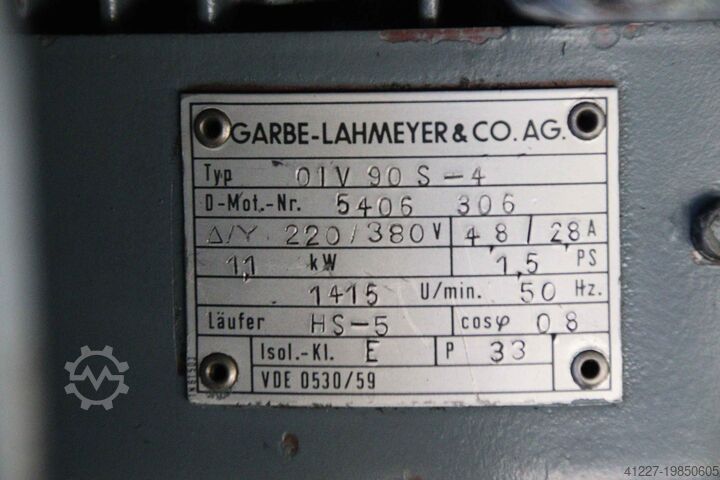 GARBE-LAHMEYER & CO. AG.
Typ OIV 90 S-4
D-Mot.-Nr. 5406 306
Δ/Y 220/380 V 4,8 / 2,8 A
1,1 kW 1,5 PS
1415 U/min. 50 Hz.
Läufer HS-5 cosφ 0,8
Isol.-Kl. E P 33
VDE 0530/59
41227-19850605